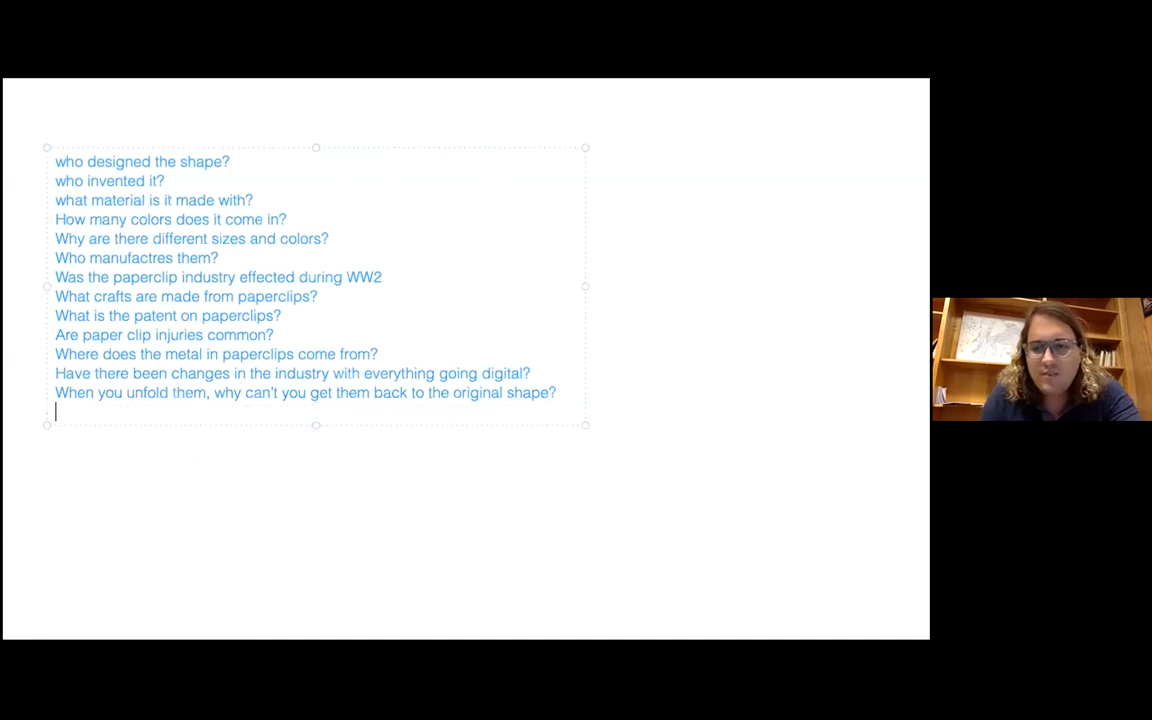 who designed the shape?
who invented it?
what material is it made with?
How many colors does it come in?
Why are there different sizes and colors?
Who manufactres them?
Was the paperclip industry effected during WW2
What crafts are made from paperclips?
What is the patent on paperclips?
Are paper clip injuries common?
Where does the metal in paperclips come from?
Have there been changes in the industry with everything going digital?
When you unfold them, why can't you get them back to the original shape?